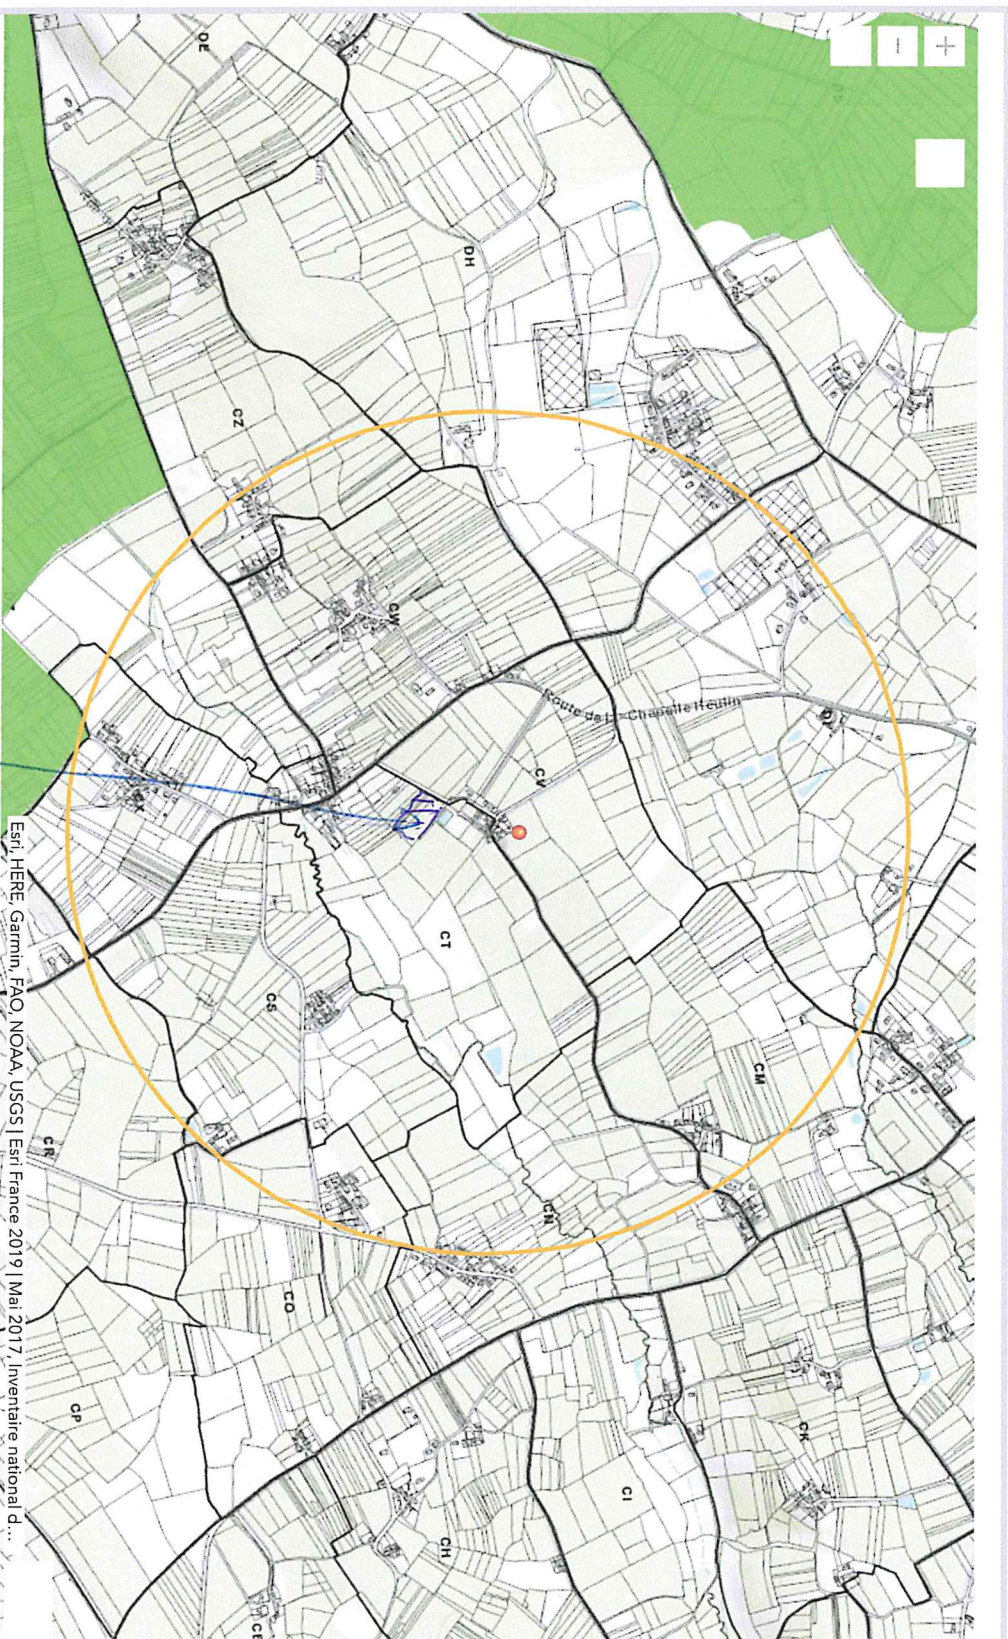 +
−
DE
DH
CZ
CW
Route de la Chapelle Heulin
CV
CX
CT
CS
CM
CN
CR
CO
CP
CK
CI
CH
Esri, HERE, Garmin, FAO, NOAA, USGS | Esri France 2019 | Mai 2017, Inventaire national d...